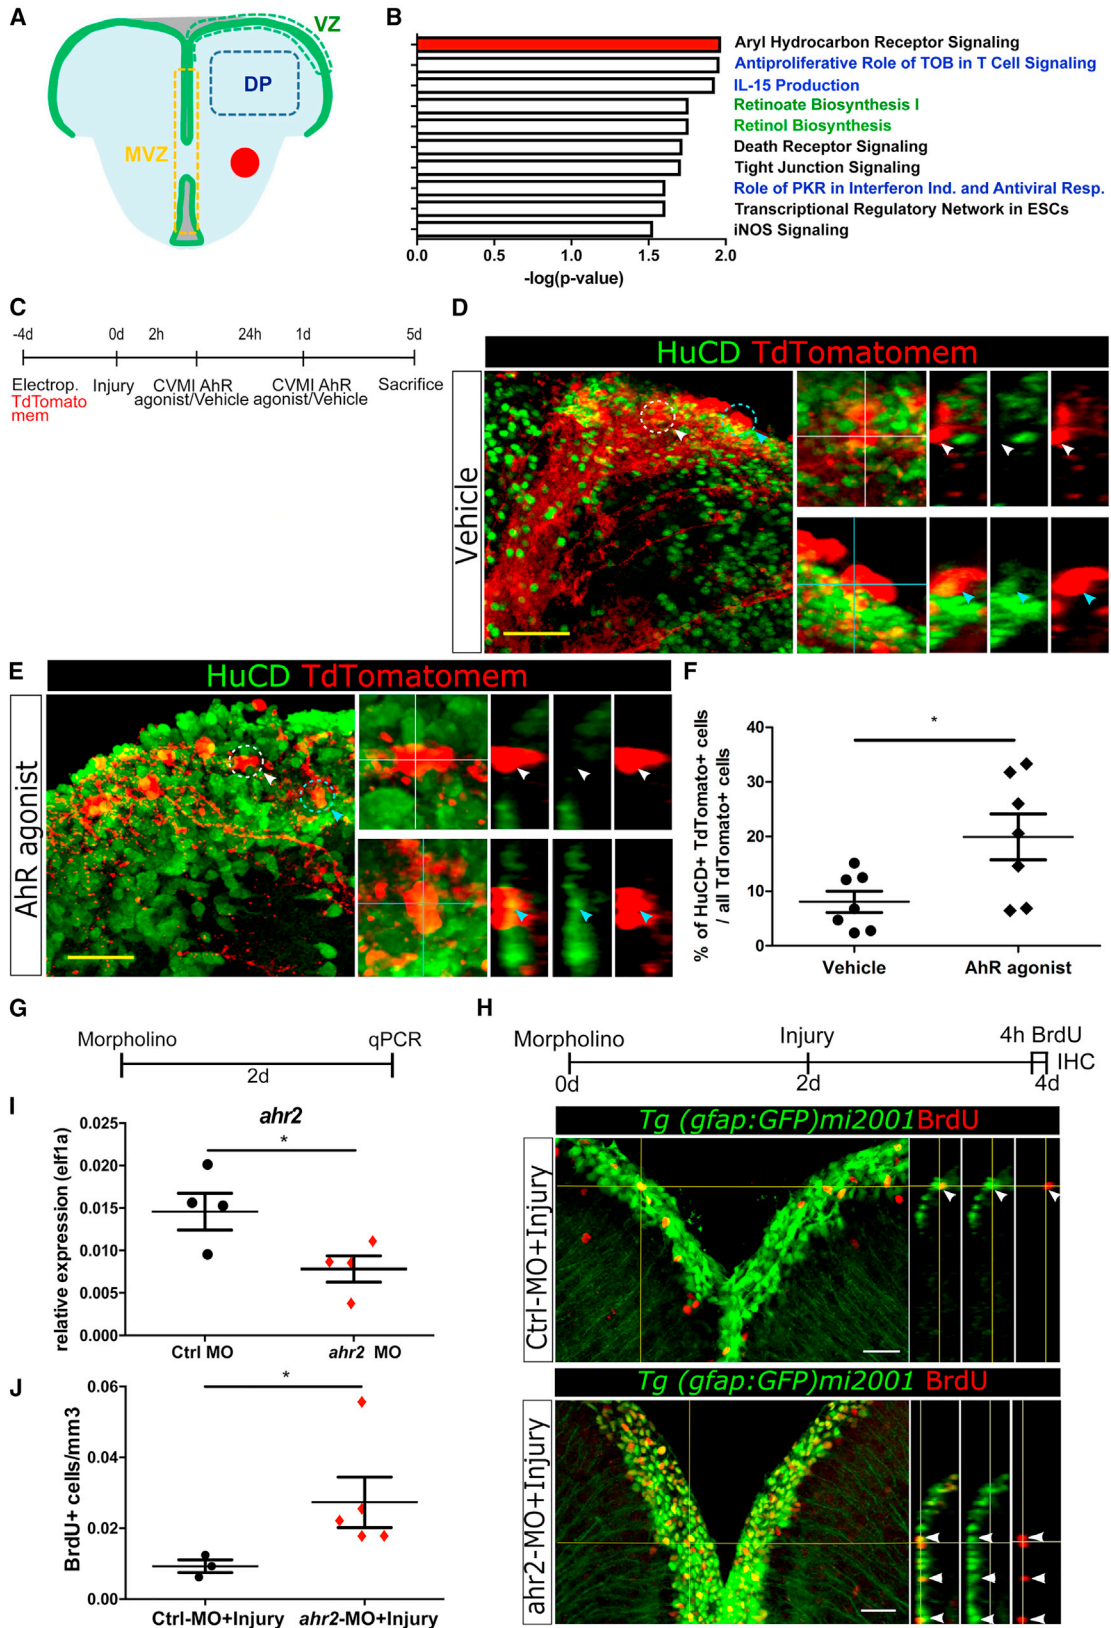 A
VZ
DP
MVZ
B
Aryl Hydrocarbon Receptor Signaling
Antiproliferative Role of TOB in T Cell Signaling
IL-15 Production
Retinoate Biosynthesis I
Retinol Biosynthesis
Death Receptor Signaling
Tight Junction Signaling
Role of PKR in Interferon Ind. and Antiviral Resp.
Transcriptional Regulatory Network in ESCs
iNOS Signaling
0.0 0.5 1.0 1.5 2.0
-log(p-value)
C
-4d 0d 2h 24h 1d 5d
Electrop. Injury CVMI AhR CVMI AhR Sacrifice
TdTomato agonist/Vehicle agonist/Vehicle
mem
D
HuCD TdTomatomem
Vehicle
E
HuCD TdTomatomem
AhR agonist
F
% of HuCD+ TdTomato+ cells
/ all TdTomato+ cells
40
30
20
10
0
*
Vehicle AhR agonist
G
Morpholino qPCR
2d
H
Morpholino Injury 4h BrdU
IHC
0d 2d 4d
Tg (gfap:GFP)mi2001 BrdU
Ctrl-MO+Injury
Tg (gfap:GFP)mi2001 BrdU
ahr2-MO+Injury
I
ahr2
*
relative expression (elf1a)
0.025
0.020
0.015
0.010
0.005
0.000
Ctrl MO ahr2 MO
J
*
BrdU+ cells/mm3
0.06
0.04
0.02
0.00
Ctrl-MO+Injury ahr2-MO+Injury